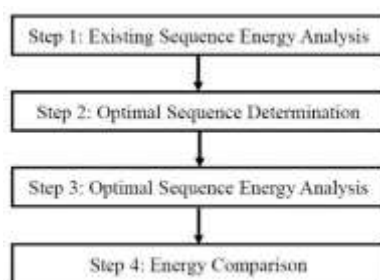 Step 1: Existing Sequence Energy Analysis
Step 2: Optimal Sequence Determination
Step 3: Optimal Sequence Energy Analysis
Step 4: Energy Comparison